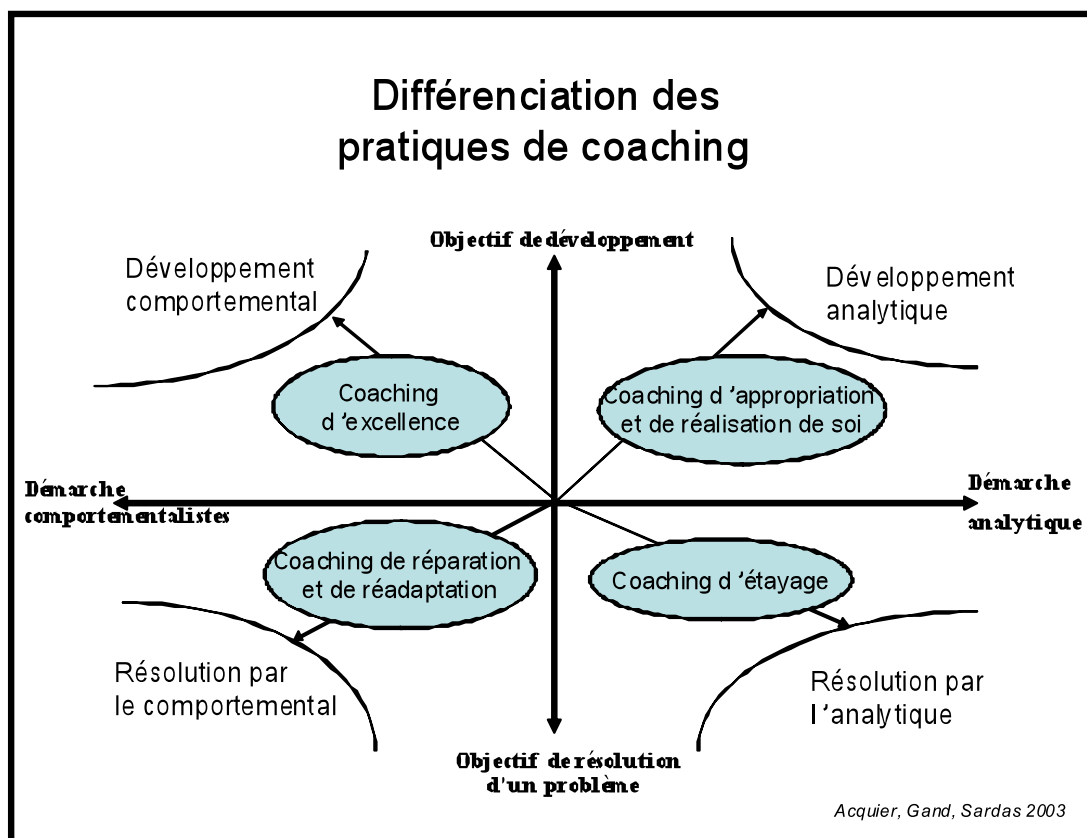 Différenciation des
pratiques de coaching
Objectif de développement
Développement
comportemental
Développement
analytique
Coaching
d 'excellence
Coaching d 'appropriation
et de réalisation de soi
Démarche
comportementalistes
Démarche
analytique
Coaching de réparation
et de réadaptation
Coaching d 'étayage
Résolution par
le comportemental
Résolution par
l 'analytique
Objectif de résolution
d'un problème
Acquier, Gand, Sardas 2003